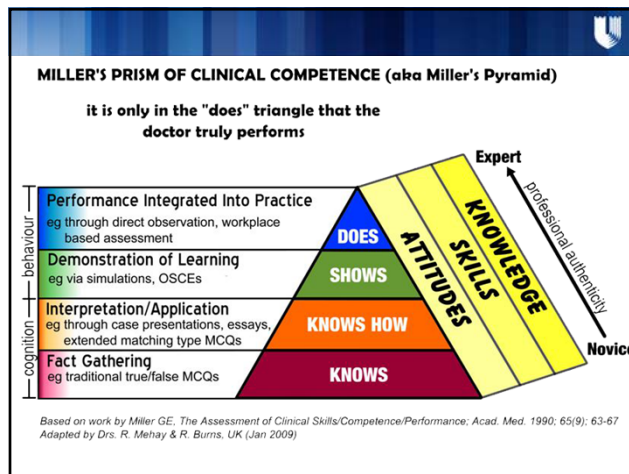 MILLER'S PRISM OF CLINICAL COMPETENCE (aka Miller's Pyramid)
it is only in the "does" triangle that the
doctor truly performs
behaviour
cognition
Performance Integrated Into Practice
eg through direct observation, workplace
based assessment
Demonstration of Learning
eg via simulations, OSCEs
Interpretation/Application
eg through case presentations, essays,
extended matching type MCQs
Fact Gathering
eg traditional true/false MCQs
DOES
SHOWS
KNOWS HOW
KNOWS
ATTITUDES
SKILLS
KNOWLEDGE
Expert
professional authenticity
Novice
Based on work by Miller GE, The Assessment of Clinical Skills/Competence/Performance; Acad. Med. 1990; 65(9); 63-67
Adapted by Drs. R. Mehay & R. Burns, UK (Jan 2009)